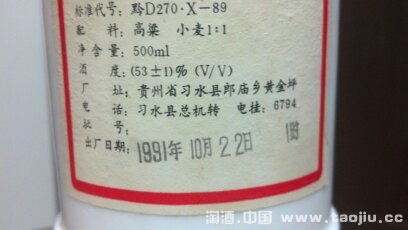 标准代号：黔D270·X－89
配　　料：高粱　小麦1:1
净 含 量：500ml
酒　　度：(53±1)% (V/V)
厂　　址：贵州省习水县郎庙乡黄金坪
电　　话：习水县总机转　电挂：6794
批　　号：
出厂日期：1991年 10月 22日
淘酒.中国 www.taojiu.cc